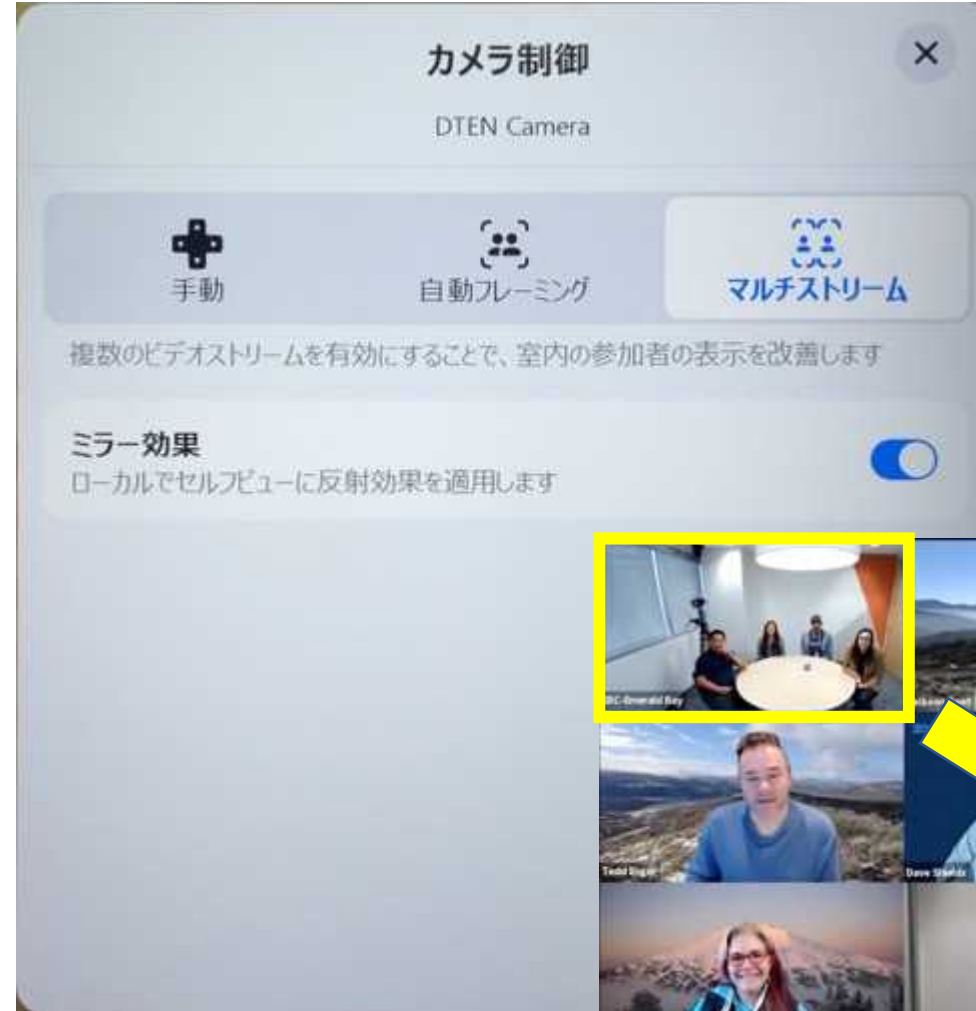 カメラ制御
DTEN Camera
手動
自動フレーミング
マルチストリーム
複数のビデオストリームを有効にすることで、室内の参加者の表示を改善します
ミラー効果
ローカルでセルフビューに反射効果を適用します
Emerald Bay
Todd
Dave Shields